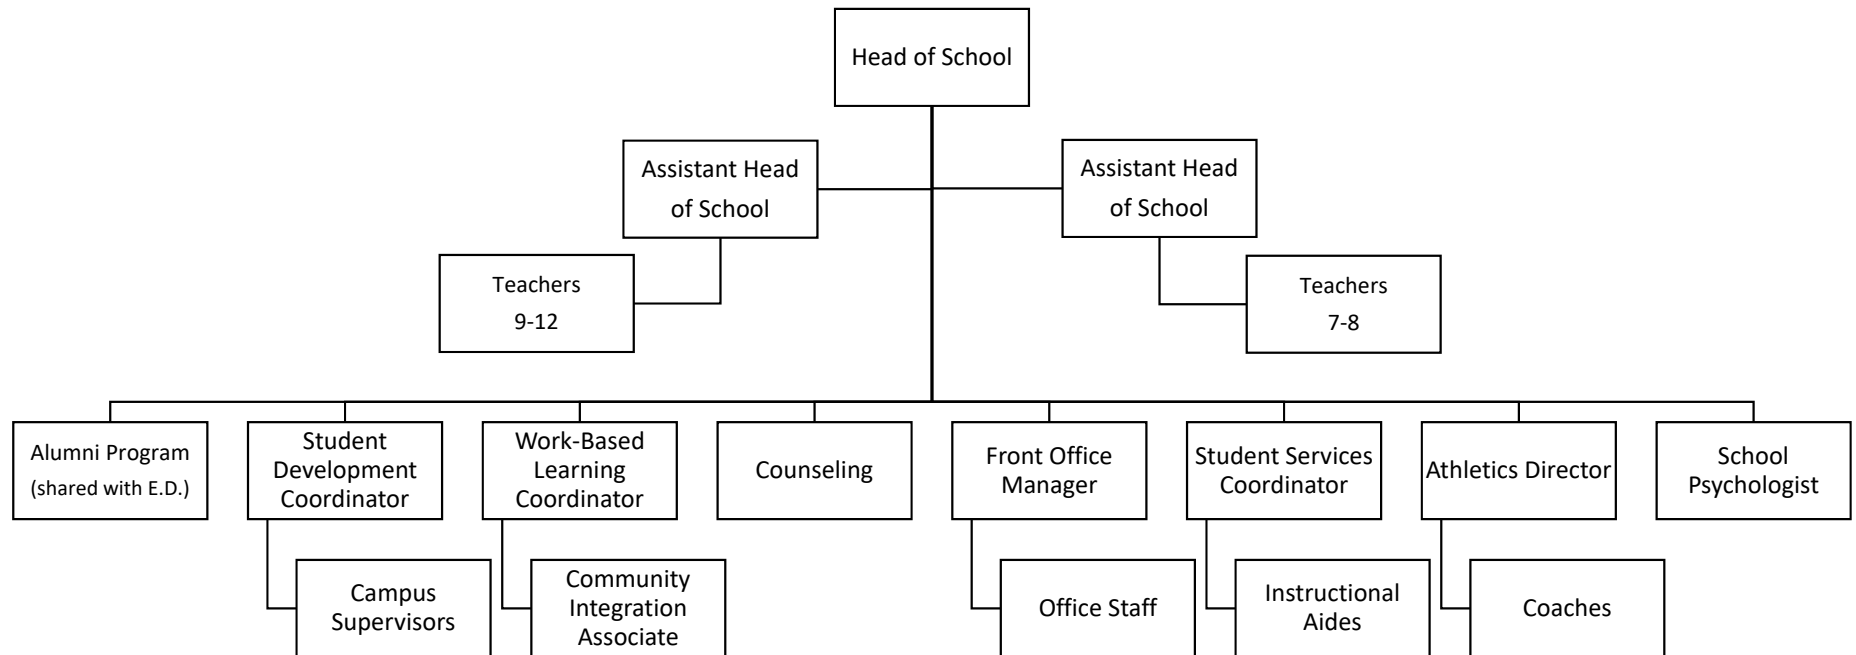 Head of School
Assistant Head
of School
Assistant Head
of School
Teachers
9-12
Teachers
7-8
Alumni Program
(shared with E.D.)
Student
Development
Coordinator
Work-Based
Learning
Coordinator
Counseling
Front Office
Manager
Student Services
Coordinator
Athletics Director
School
Psychologist
Campus
Supervisors
Community
Integration
Associate
Office Staff
Instructional
Aides
Coaches